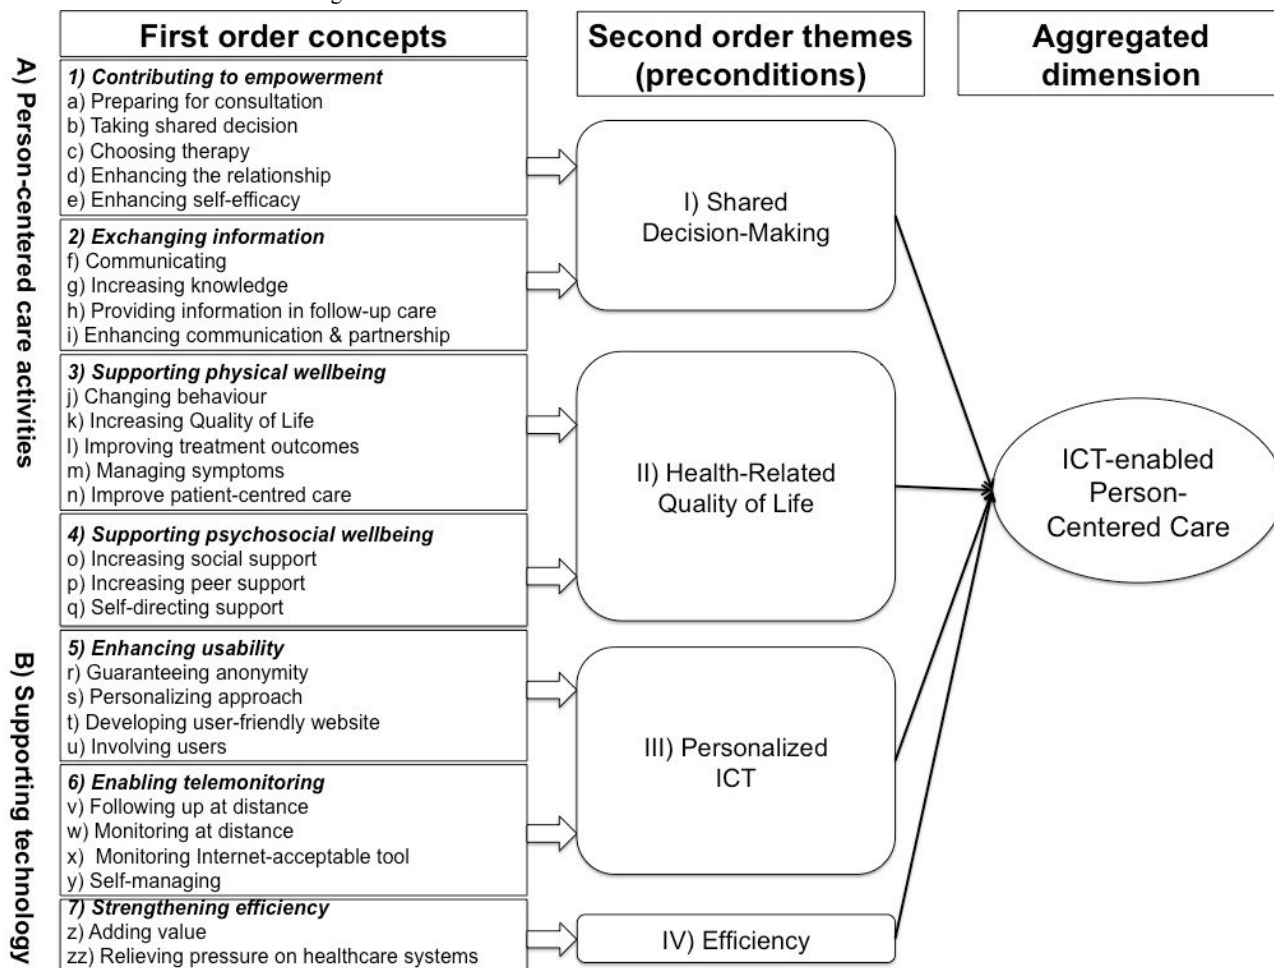 First order concepts
Second order themes
(preconditions)
Aggregated
dimension
A) Person-centered care activities
1) Contributing to empowerment
a) Preparing for consultation
b) Taking shared decision
c) Choosing therapy
d) Enhancing the relationship
e) Enhancing self-efficacy
2) Exchanging information
f) Communicating
g) Increasing knowledge
h) Providing information in follow-up care
i) Enhancing communication & partnership
3) Supporting physical wellbeing
j) Changing behaviour
k) Increasing Quality of Life
l) Improving treatment outcomes
m) Managing symptoms
n) Improve patient-centred care
4) Supporting psychosocial wellbeing
o) Increasing social support
p) Increasing peer support
q) Self-directing support
B) Supporting technology
5) Enhancing usability
r) Guaranteeing anonymity
s) Personalizing approach
t) Developing user-friendly website
u) Involving users
6) Enabling telemonitoring
v) Following up at distance
w) Monitoring at distance
x) Monitoring Internet-acceptable tool
y) Self-managing
7) Strengthening efficiency
z) Adding value
zz) Relieving pressure on healthcare systems
I) Shared
Decision-Making
II) Health-Related
Quality of Life
III) Personalized
ICT
IV) Efficiency
ICT-enabled
Person-
Centered Care